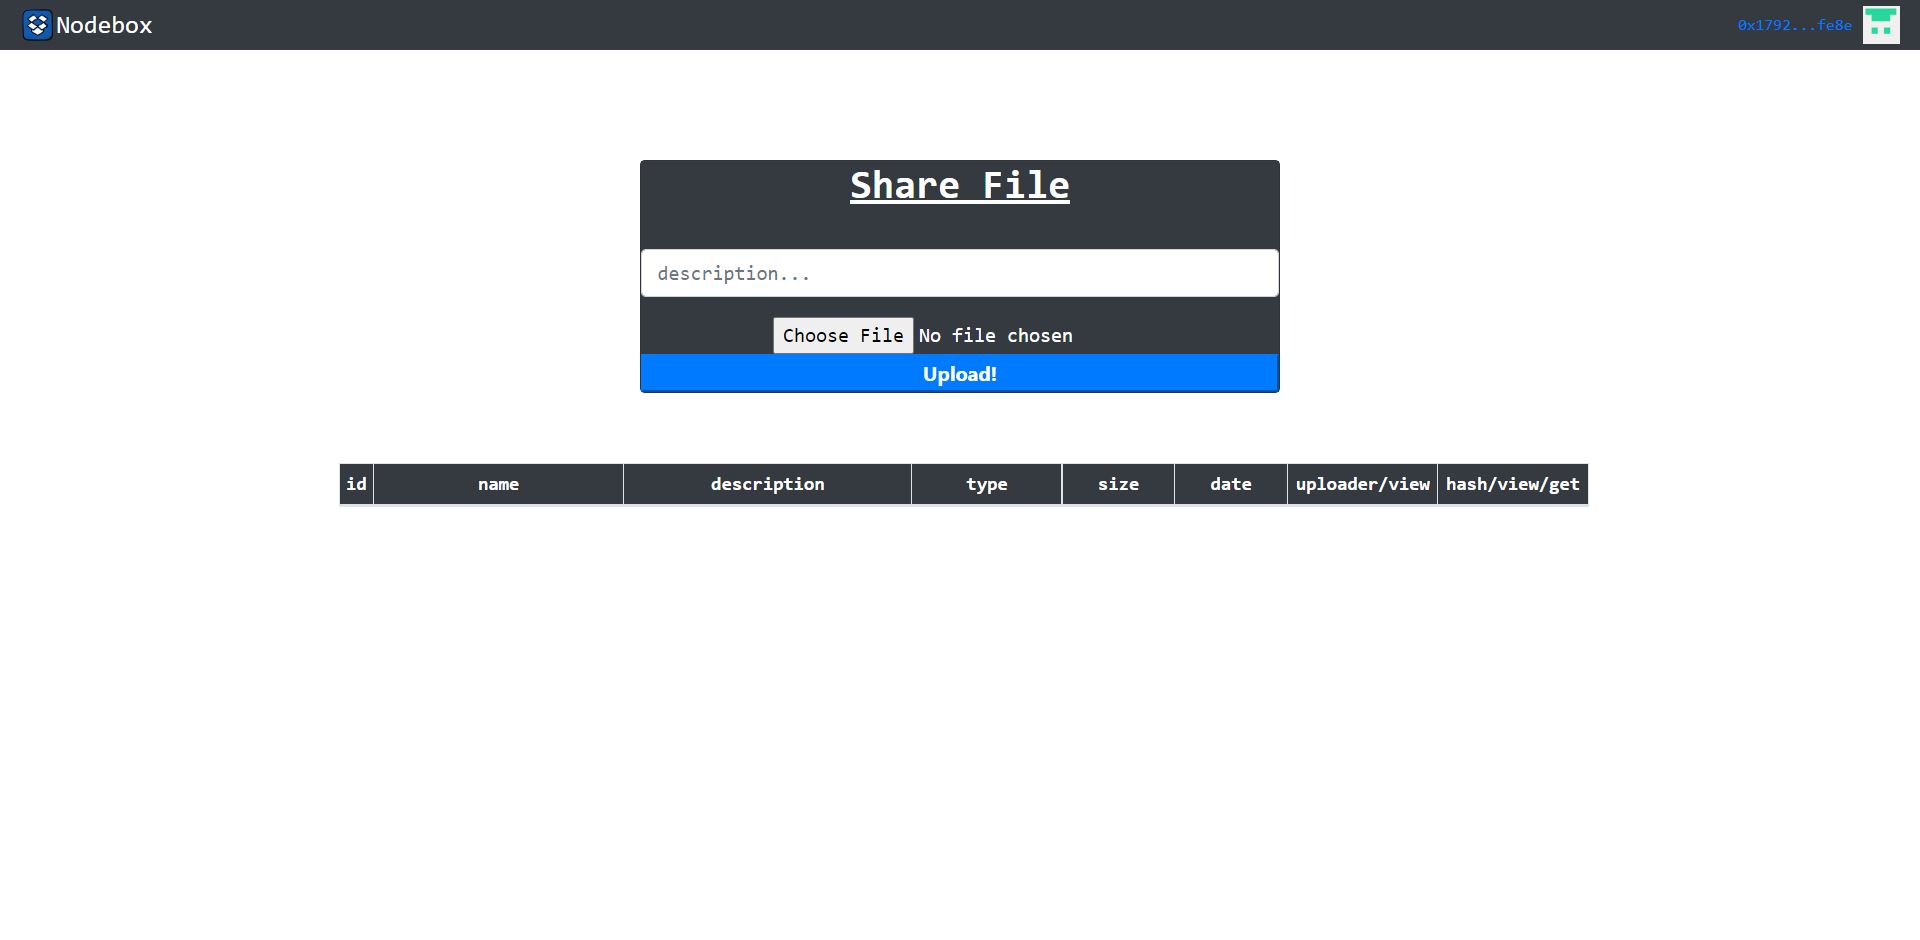 Nodebox
0x1792...fe8e
Share File
description...
Choose File No file chosen
Upload!
id name description type size date uploader/view hash/view/get